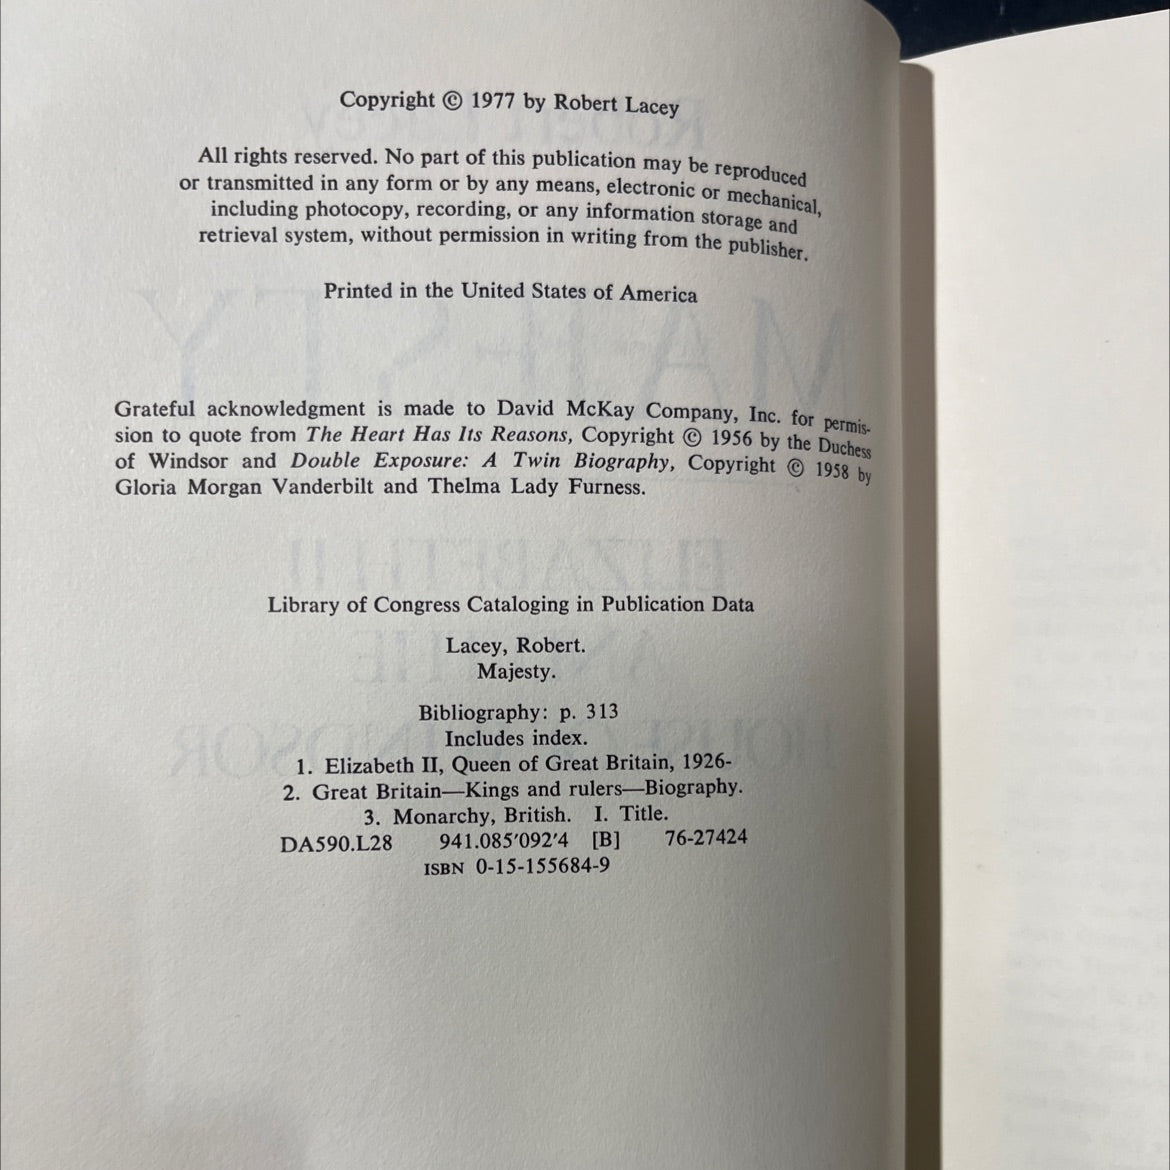 Copyright © 1977 by Robert Lacey
All rights reserved. No part of this publication may be reproduced
or transmitted in any form or by any means, electronic or mechanical,
including photocopy, recording, or any information storage and
retrieval system, without permission in writing from the publisher.
Printed in the United States of America
Grateful acknowledgment is made to David McKay Company, Inc. for permis-
sion to quote from The Heart Has Its Reasons, Copyright © 1956 by the Duchess
of Windsor and Double Exposure: A Twin Biography, Copyright © 1958 by
Gloria Morgan Vanderbilt and Thelma Lady Furness.
Library of Congress Cataloging in Publication Data
Lacey, Robert.
Majesty.
Bibliography: p. 313
Includes index.
1. Elizabeth II, Queen of Great Britain, 1926-
2. Great Britain—Kings and rulers—Biography.
3. Monarchy, British. I. Title.
DA590.L28 941.085′092′4 [B] 76-27424
ISBN 0-15-155684-9